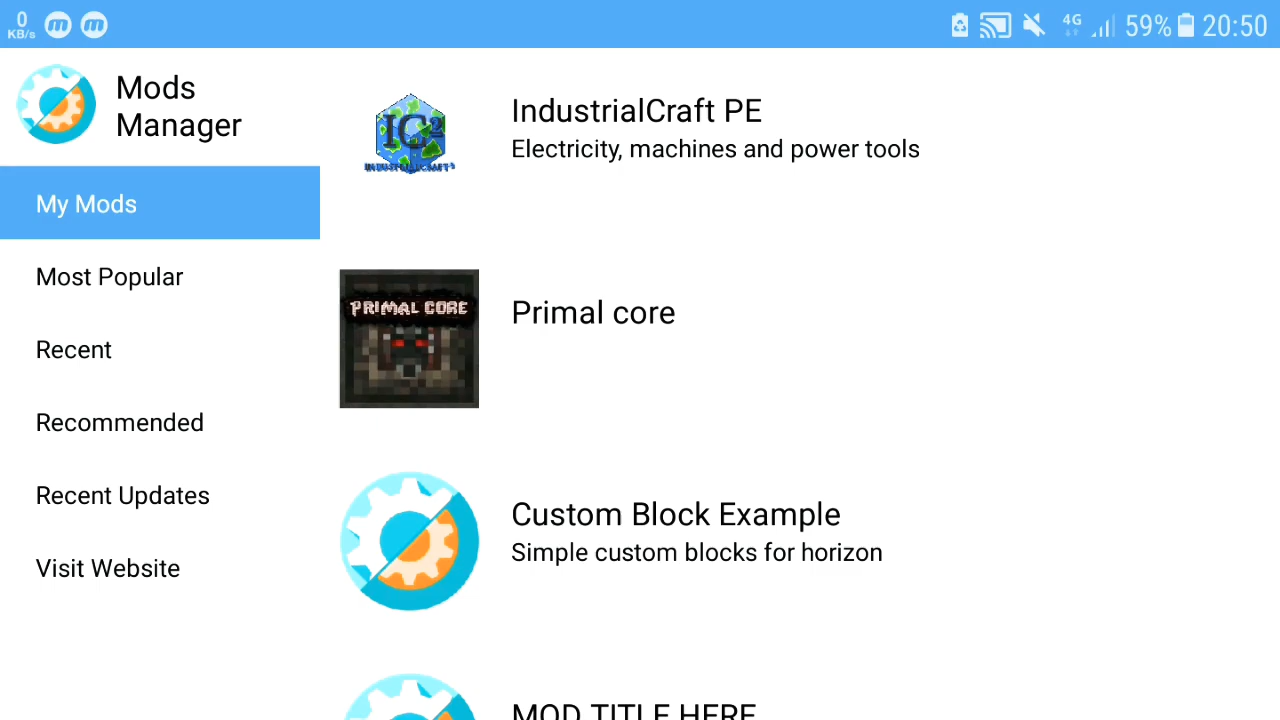 0
KB/s
4G
59%
20:50
Mods
Manager
My Mods
Most Popular
Recent
Recommended
Recent Updates
Visit Website
IC²
INDUSTRIALCRAFT²
IndustrialCraft PE
Electricity, machines and power tools
PRIMAL CORE
Primal core
Custom Block Example
Simple custom blocks for horizon
MOD TITLE HERE